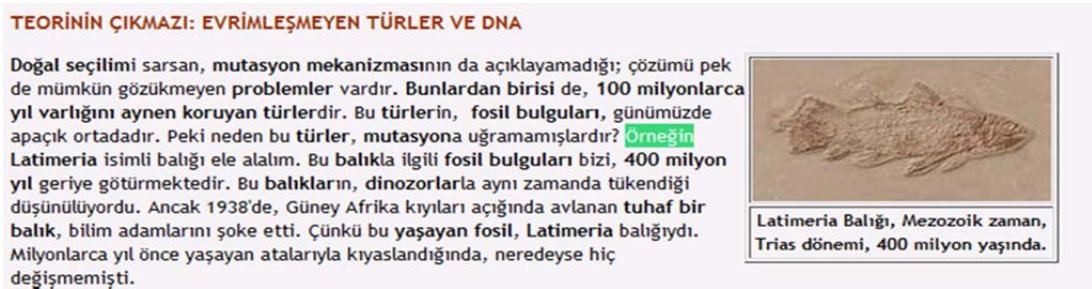 TEORİNİN ÇIKMAZI: EVRİMLEŞMEYEN TÜRLER VE DNA
Doğal seçilimi sarsan, mutasyon mekanizmasının da açıklayamadığı; çözümü pek
de mümkün gözükmeyen problemler vardır. Bunlardan birisi de, 100 milyonlarca
yıl varlığını aynen koruyan türlerdir. Bu türlerin, fosil bulguları, günümüzde
apaçık ortadadır. Peki neden bu türler, mutasyona uğramamışlardır? Örneğin
Latimeria isimli balığı ele alalım. Bu balıkla ilgili fosil bulguları bizi, 400 milyon
yıl geriye götürmektedir. Bu balıkların, dinozorlarla aynı zamanda tükendiği
düşünülüyordu. Ancak 1938'de, Güney Afrika kıyıları açığında avlanan tuhaf bir
balık, bilim adamlarını şoke etti. Çünkü bu yaşayan fosil, Latimeria balığıydı.
Milyonlarca yıl önce yaşayan atalarıyla kıyaslandığında, neredeyse hiç
değişmemişti.
Latimeria Balığı, Mezozoik zaman,
Trias dönemi, 400 milyon yaşında.